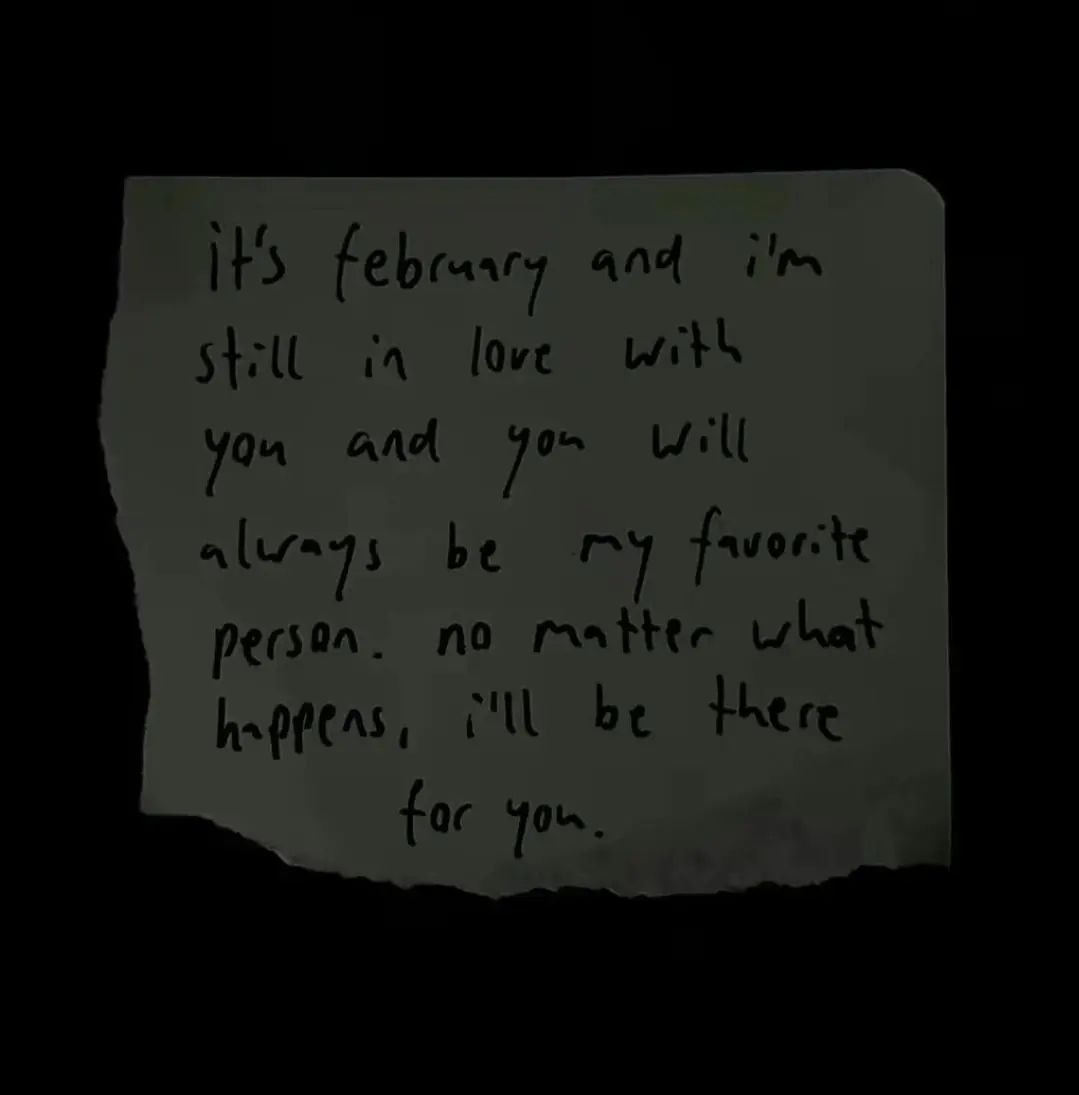 it's february and i'm
still in love with
you and you will
always be my favorite
person. no matter what
happens, i'll be there
for you.